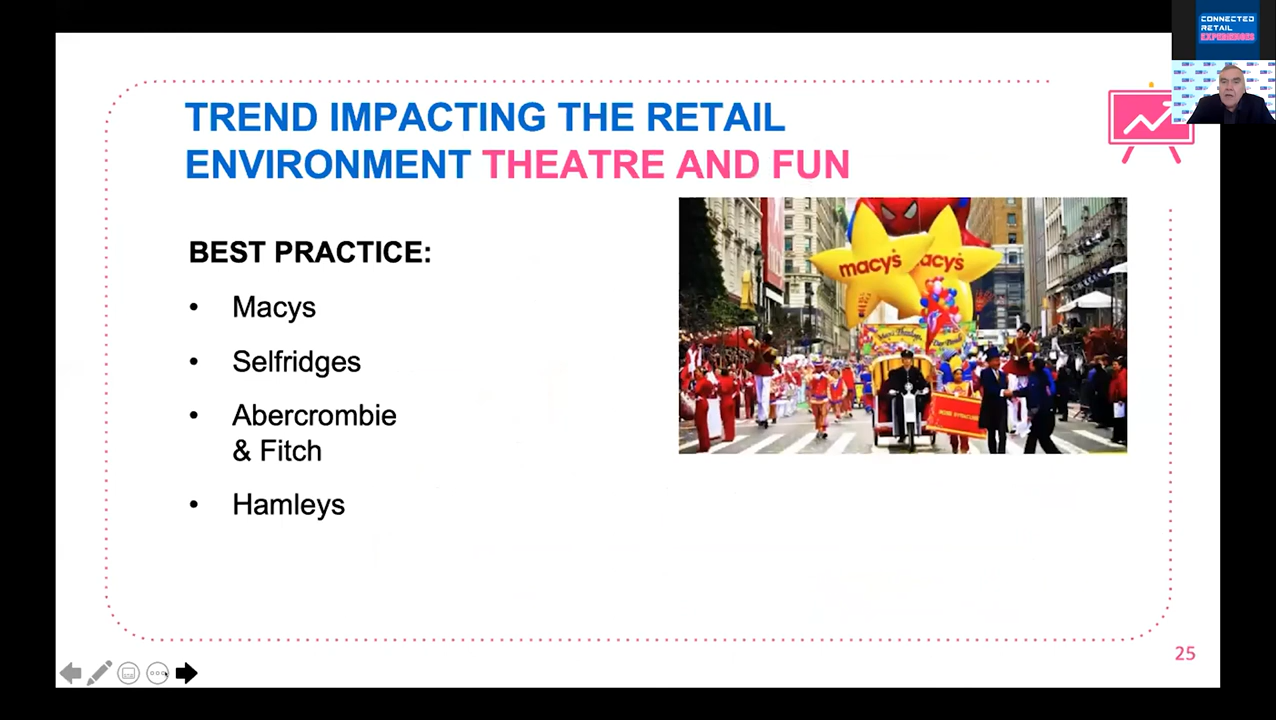 CONNECTED
RETAIL
EXPERIENCES
TREND IMPACTING THE RETAIL
ENVIRONMENT THEATRE AND FUN
BEST PRACTICE:
• Macys
• Selfridges
• Abercrombie
& Fitch
• Hamleys
macy's
macy's
25